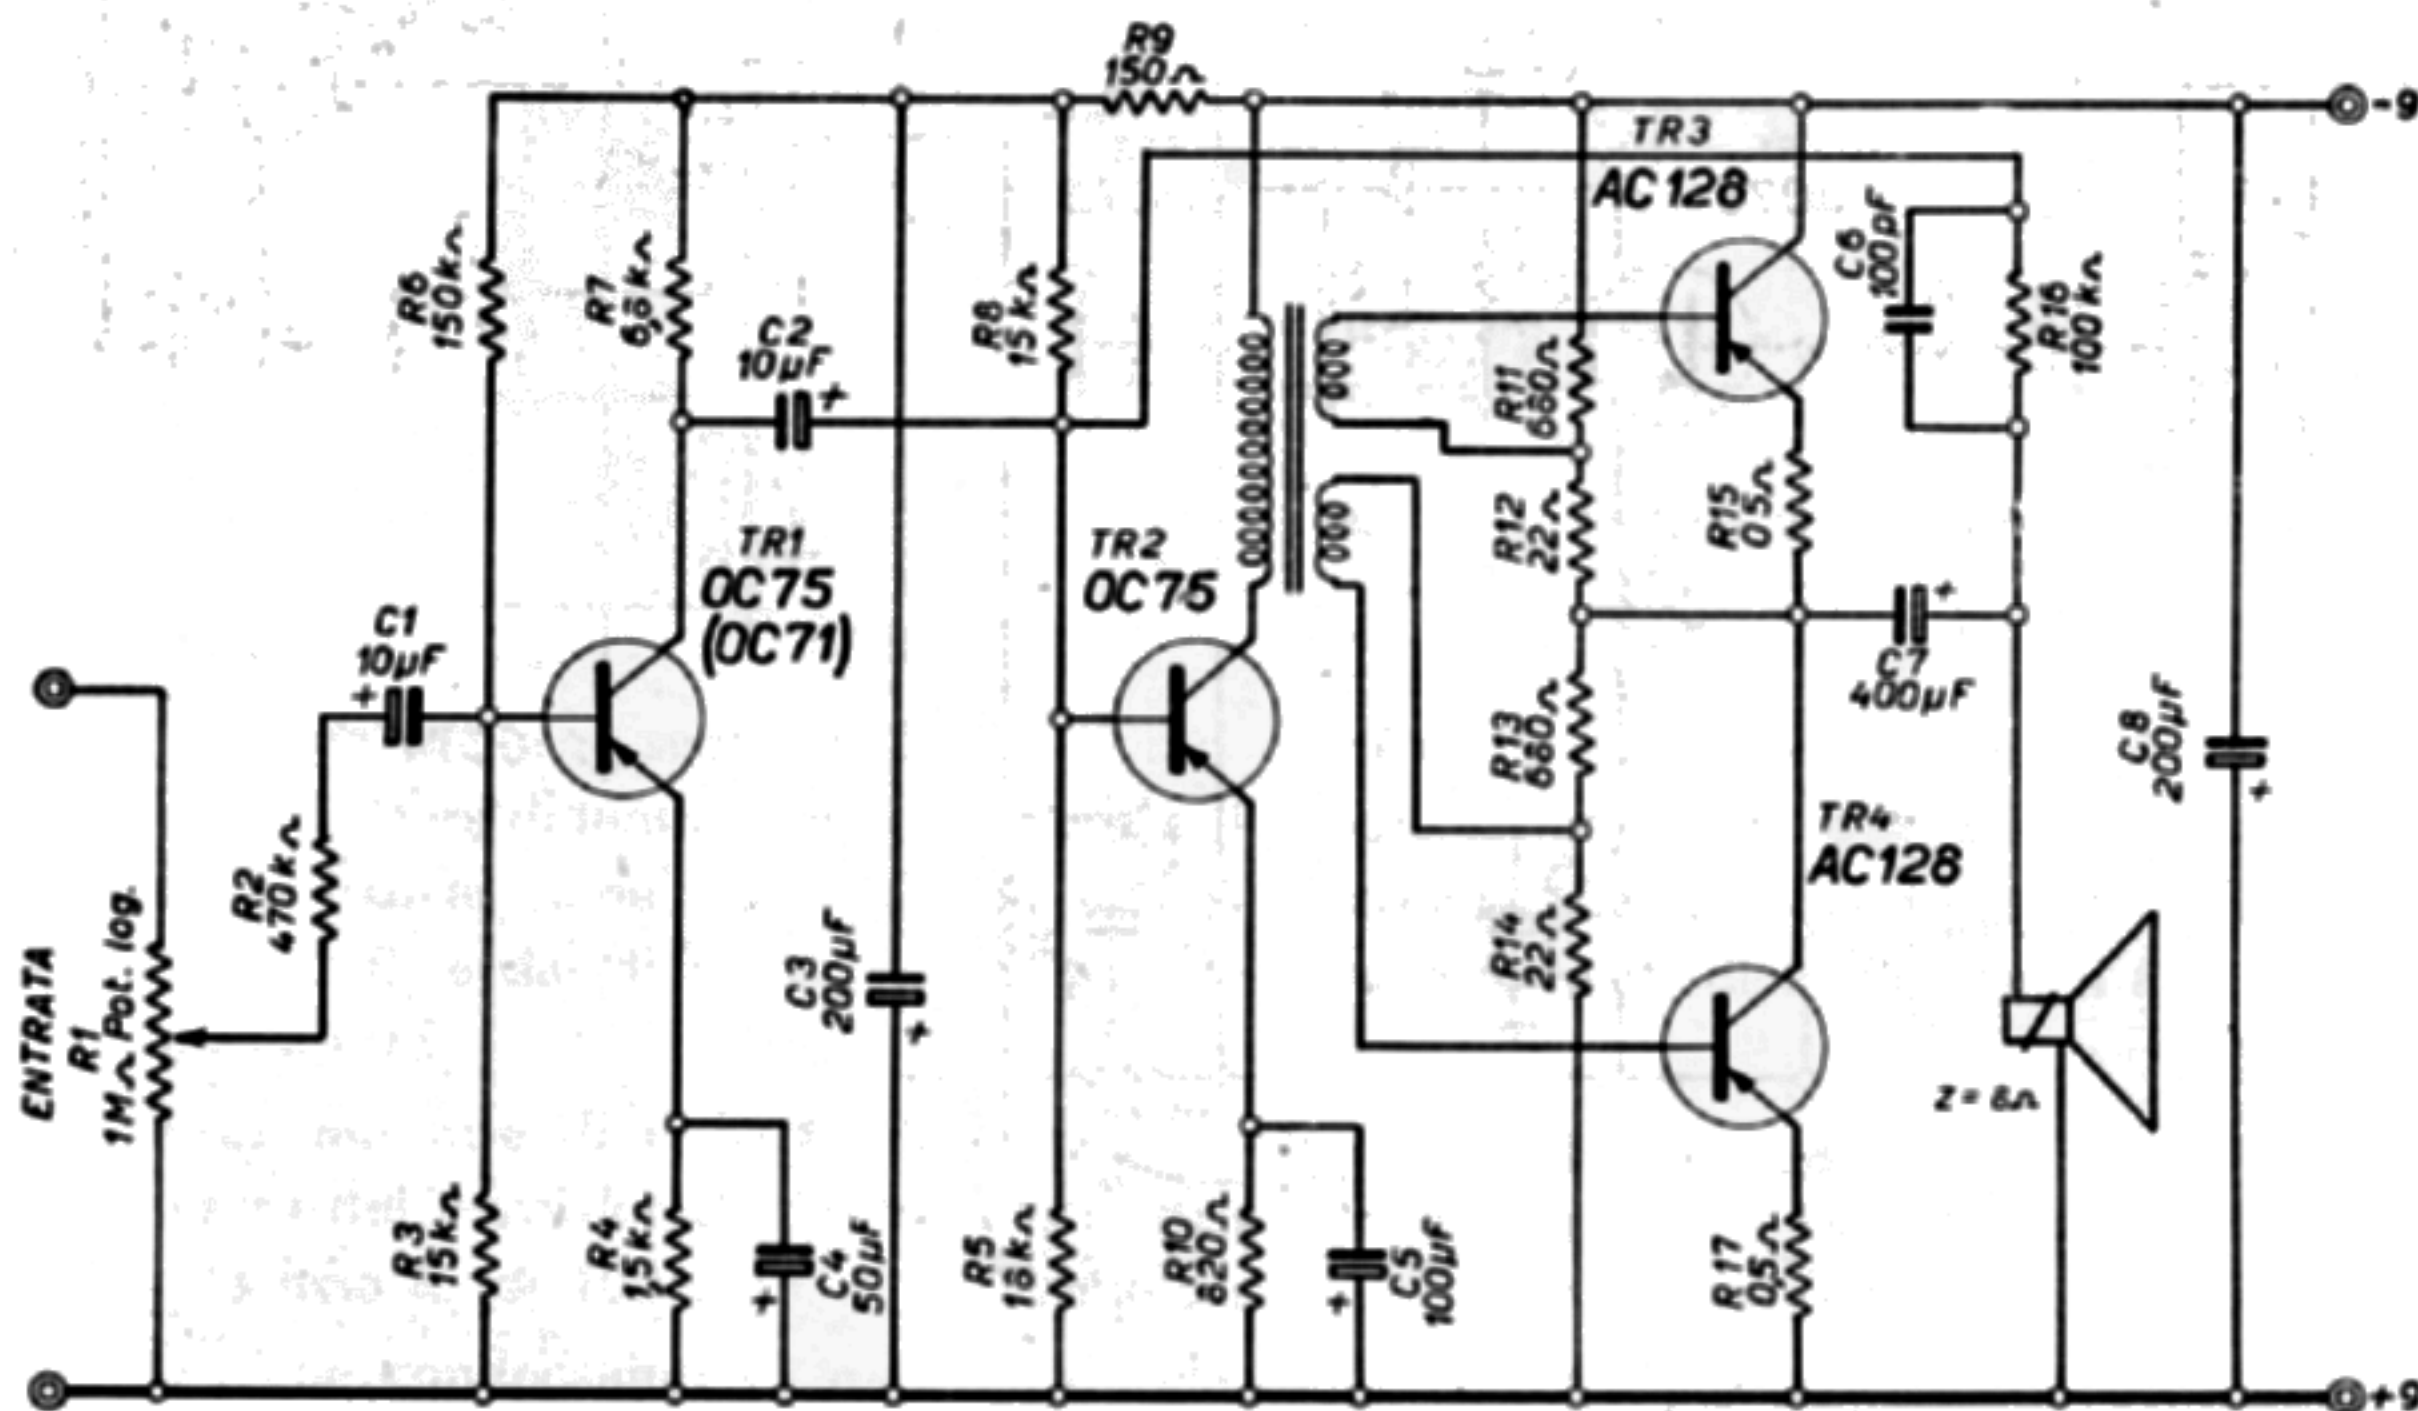 R9
150Ω
-9
TR3
AC128
C6
100pF
R16
100kΩ
R6
150kΩ
R7
6,8kΩ
C2
10µF
+
R8
15kΩ
R11
680Ω
R12
22Ω
R15
0,5Ω
TR1
OC75
(OC71)
TR2
OC75
C1
10µF
+
+
C7
400µF
R13
680Ω
C8
200µF
+
TR4
AC128
R2
470kΩ
ENTRATA
R1
1MΩ Pot. log.
C3
200µF
+
R14
22Ω
Z=8Ω
R3
15kΩ
R4
1,5kΩ
C4
50µF
+
R5
18kΩ
R10
820Ω
C5
100µF
+
R17
0,5Ω
+9